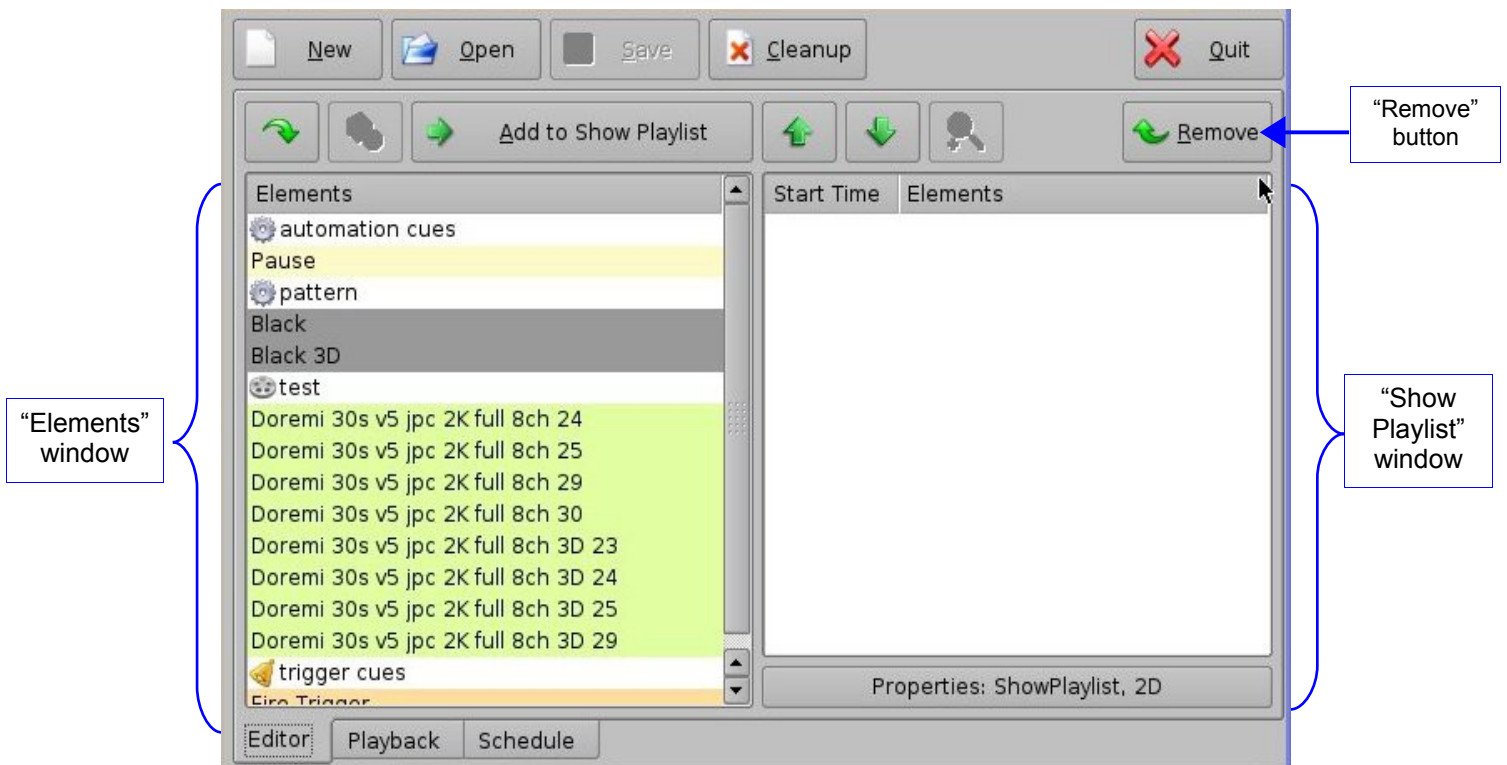 New Open Save Cleanup Quit
Add to Show Playlist Remove
“Remove”
button
Elements
Start Time Elements
automation cues
Pause
pattern
Black
Black 3D
test
Doremi 30s v5 jpc 2K full 8ch 24
Doremi 30s v5 jpc 2K full 8ch 25
Doremi 30s v5 jpc 2K full 8ch 29
Doremi 30s v5 jpc 2K full 8ch 30
Doremi 30s v5 jpc 2K full 8ch 3D 23
Doremi 30s v5 jpc 2K full 8ch 3D 24
Doremi 30s v5 jpc 2K full 8ch 3D 25
Doremi 30s v5 jpc 2K full 8ch 3D 29
trigger cues
Fire Trigger
“Elements”
window
“Show
Playlist”
window
Properties: ShowPlaylist, 2D
Editor Playback Schedule